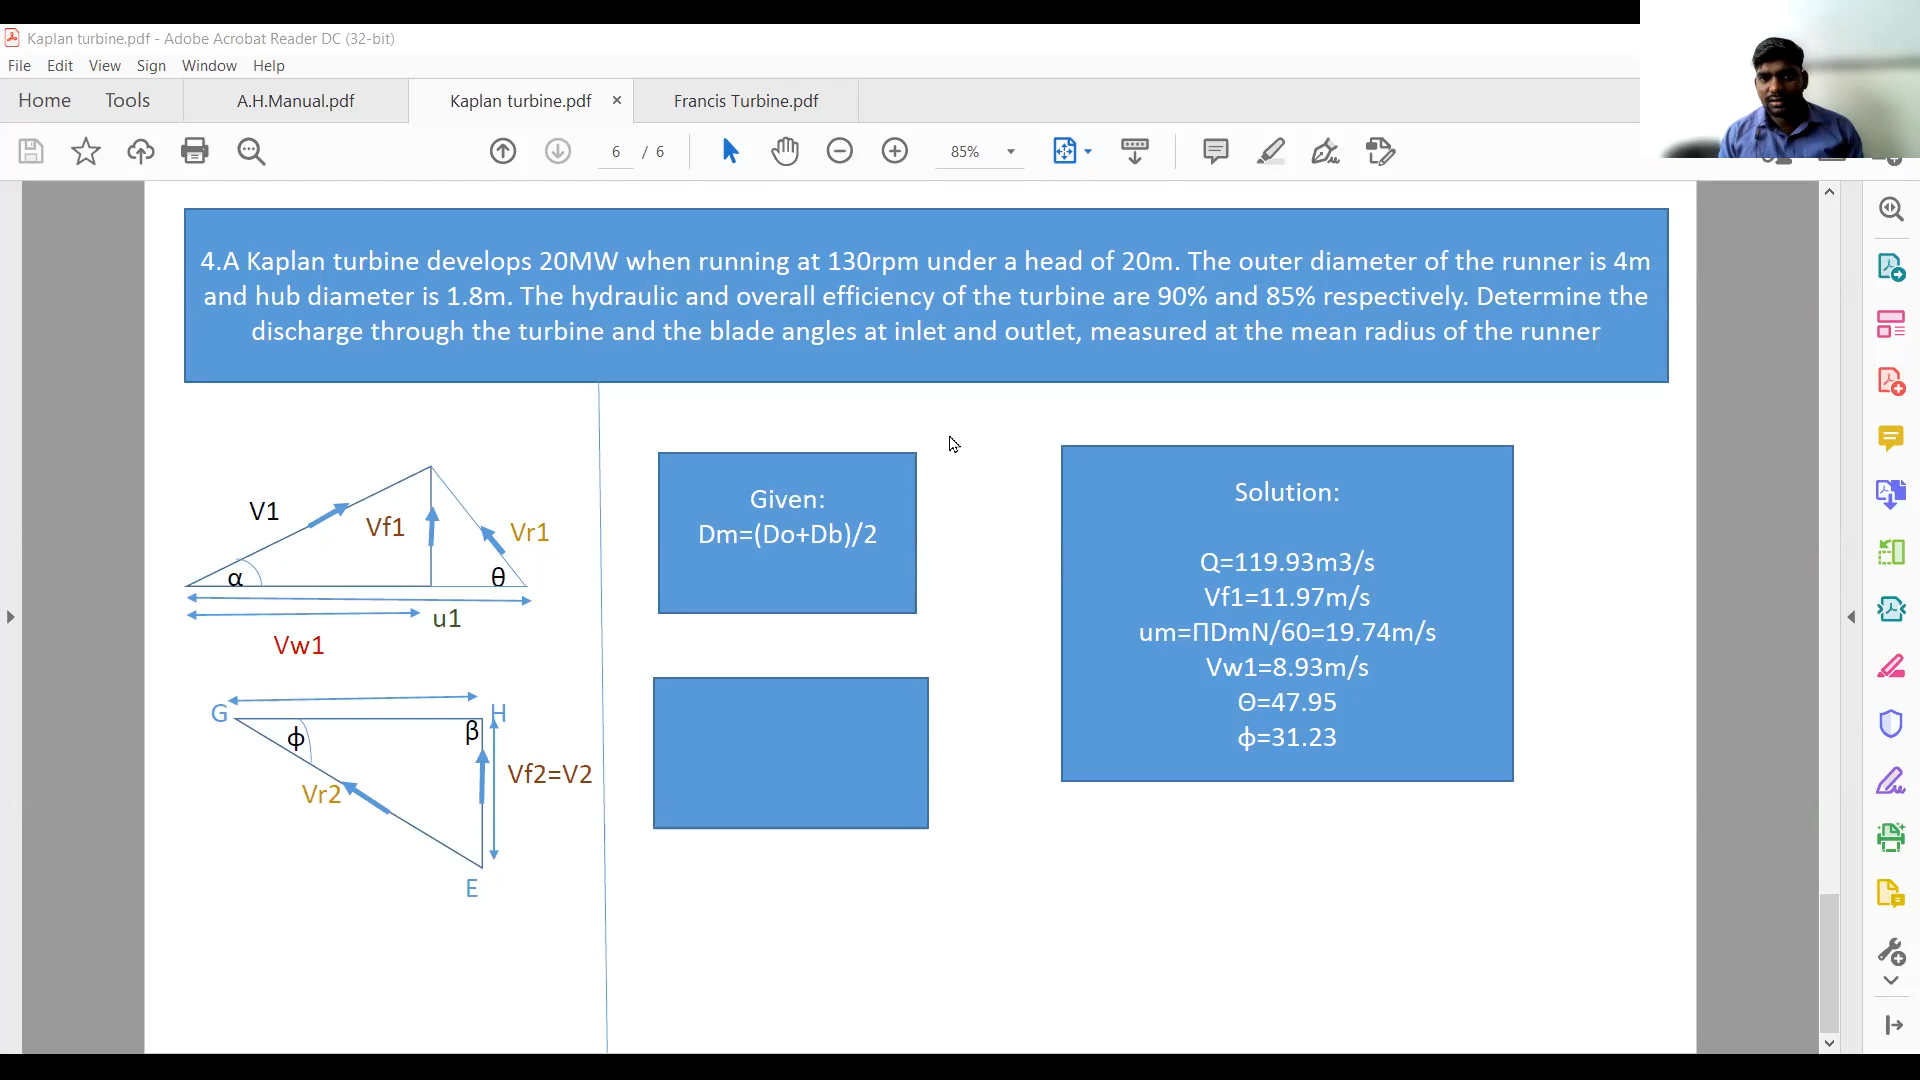 Kaplan turbine.pdf - Adobe Acrobat Reader DC (32-bit)
File Edit View Sign Window Help
Home Tools A.H.Manual.pdf Kaplan turbine.pdf × Francis Turbine.pdf
6 / 6 85%
4.A Kaplan turbine develops 20MW when running at 130rpm under a head of 20m. The outer diameter of the runner is 4m
and hub diameter is 1.8m. The hydraulic and overall efficiency of the turbine are 90% and 85% respectively. Determine the
discharge through the turbine and the blade angles at inlet and outlet, measured at the mean radius of the runner
V1
Vf1
Vr1
α
θ
u1
Vw1
G
H
ϕ
β
Vf2=V2
Vr2
E
Given:
Dm=(Do+Db)/2
Solution:
Q=119.93m3/s
Vf1=11.97m/s
um=ΠDmN/60=19.74m/s
Vw1=8.93m/s
Θ=47.95
ϕ=31.23